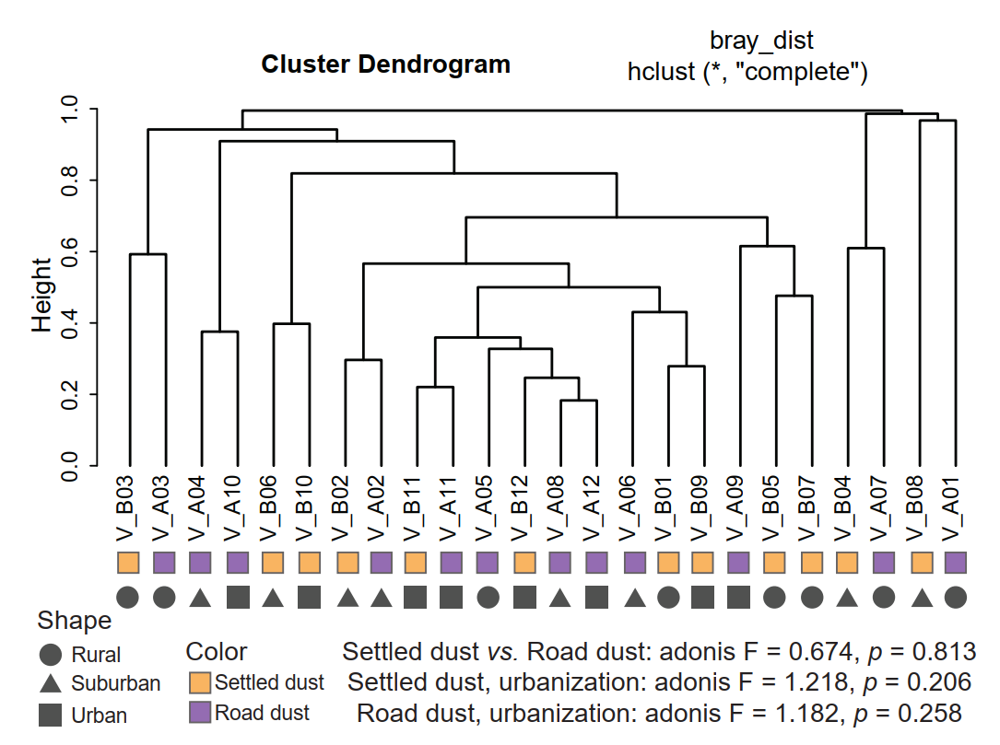 bray_dist
Cluster Dendrogram
hclust (*, "complete")
Height
1.0
0.8
0.6
0.4
0.2
0.0
V_B03
V_A03
V_A04
V_A10
V_B06
V_B10
V_B02
V_A02
V_B11
V_A11
V_A05
V_B12
V_A08
V_A12
V_A06
V_B01
V_B09
V_A09
V_B05
V_B07
V_B04
V_A07
V_B08
V_A01
Shape
Rural
Suburban
Urban
Color
Settled dust
Road dust
Settled dust vs. Road dust: adonis F = 0.674, p = 0.813
Settled dust, urbanization: adonis F = 1.218, p = 0.206
Road dust, urbanization: adonis F = 1.182, p = 0.258